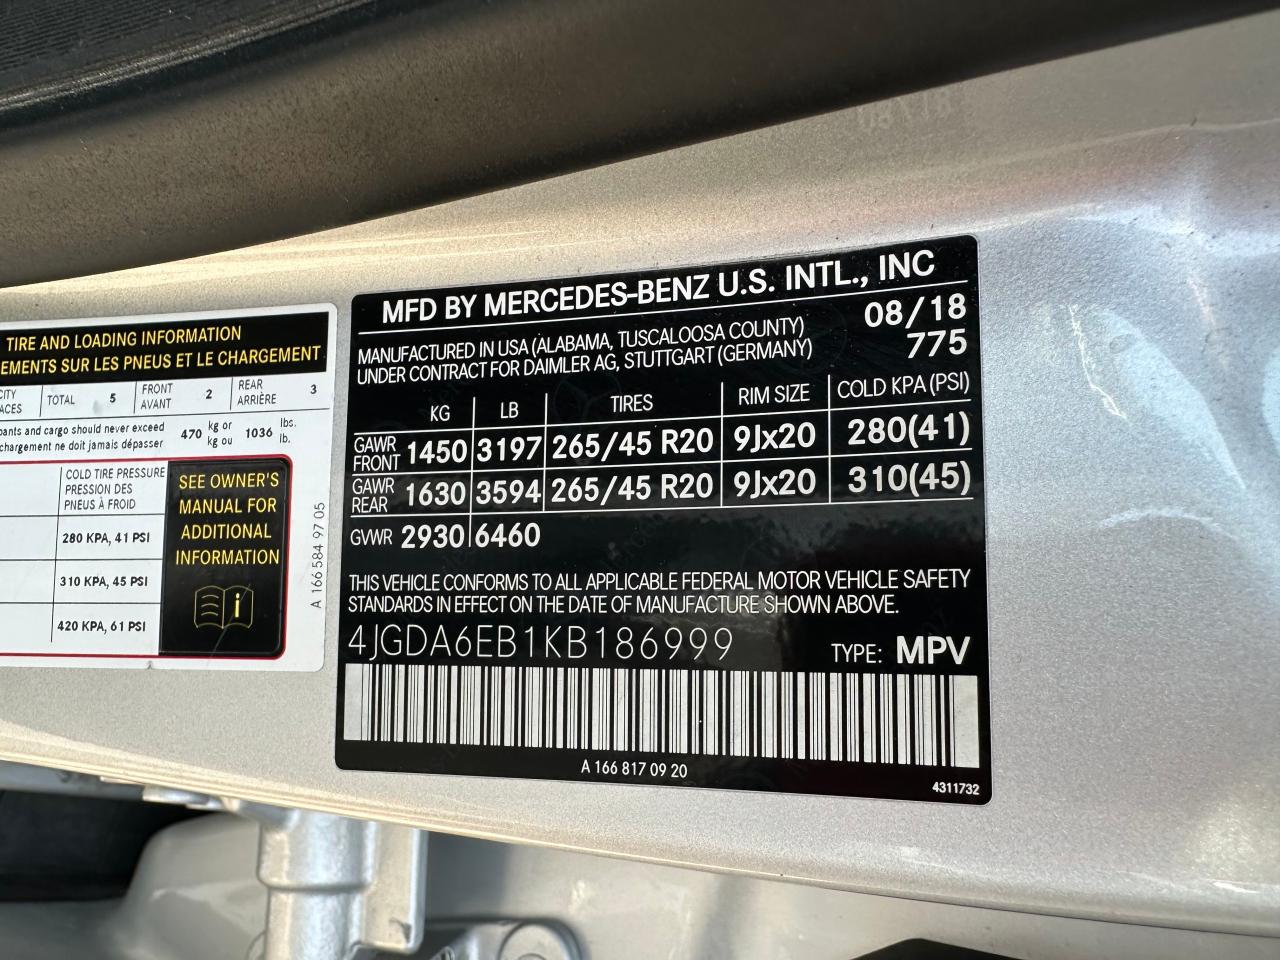 TIRE AND LOADING INFORMATION
EMENTS SUR LES PNEUS ET LE CHARGEMENT
CITY TOTAL 5 FRONT 2 REAR 3
ACES AVANT ARRIÈRE
pants and cargo should never exceed 470 kg or 1036 lbs.
chargement ne doit jamais dépasser kg ou lb.
COLD TIRE PRESSURE
PRESSION DES
PNEUS À FROID
280 KPA, 41 PSI
310 KPA, 45 PSI
420 KPA, 61 PSI
SEE OWNER'S
MANUAL FOR
ADDITIONAL
INFORMATION
A 166 584 97 05
MFD BY MERCEDES-BENZ U.S. INTL., INC
MANUFACTURED IN USA (ALABAMA, TUSCALOOSA COUNTY) 08/18
UNDER CONTRACT FOR DAIMLER AG, STUTTGART (GERMANY) 775
KG LB TIRES RIM SIZE COLD KPA (PSI)
GAWR FRONT 1450 3197 265/45 R20 9Jx20 280(41)
GAWR REAR 1630 3594 265/45 R20 9Jx20 310(45)
GVWR 2930 6460
THIS VEHICLE CONFORMS TO ALL APPLICABLE FEDERAL MOTOR VEHICLE SAFETY
STANDARDS IN EFFECT ON THE DATE OF MANUFACTURE SHOWN ABOVE.
4JGDA6EB1KB186999 TYPE: MPV
A 166 817 09 20
4311732